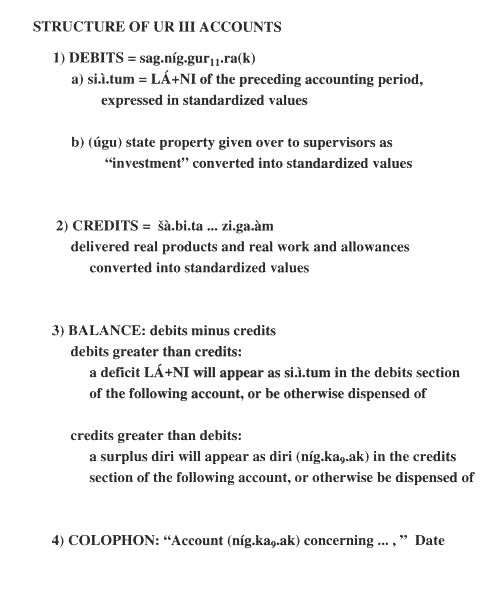 STRUCTURE OF UR III ACCOUNTS
1) DEBITS = sag.níg.gur₁₁.ra(k)
a) si.ì.tum = LÁ+NI of the preceding accounting period,
expressed in standardized values
b) (úgu) state property given over to supervisors as
“investment” converted into standardized values
2) CREDITS = šà.bi.ta ... zi.ga.àm
delivered real products and real work and allowances
converted into standardized values
3) BALANCE: debits minus credits
debits greater than credits:
a deficit LÁ+NI will appear as si.ì.tum in the debits section
of the following account, or be otherwise dispensed of
credits greater than debits:
a surplus diri will appear as diri (níg.ka₉.ak) in the credits
section of the following account, or otherwise be dispensed of
4) COLOPHON: “Account (níg.ka₉.ak) concerning ... , ” Date